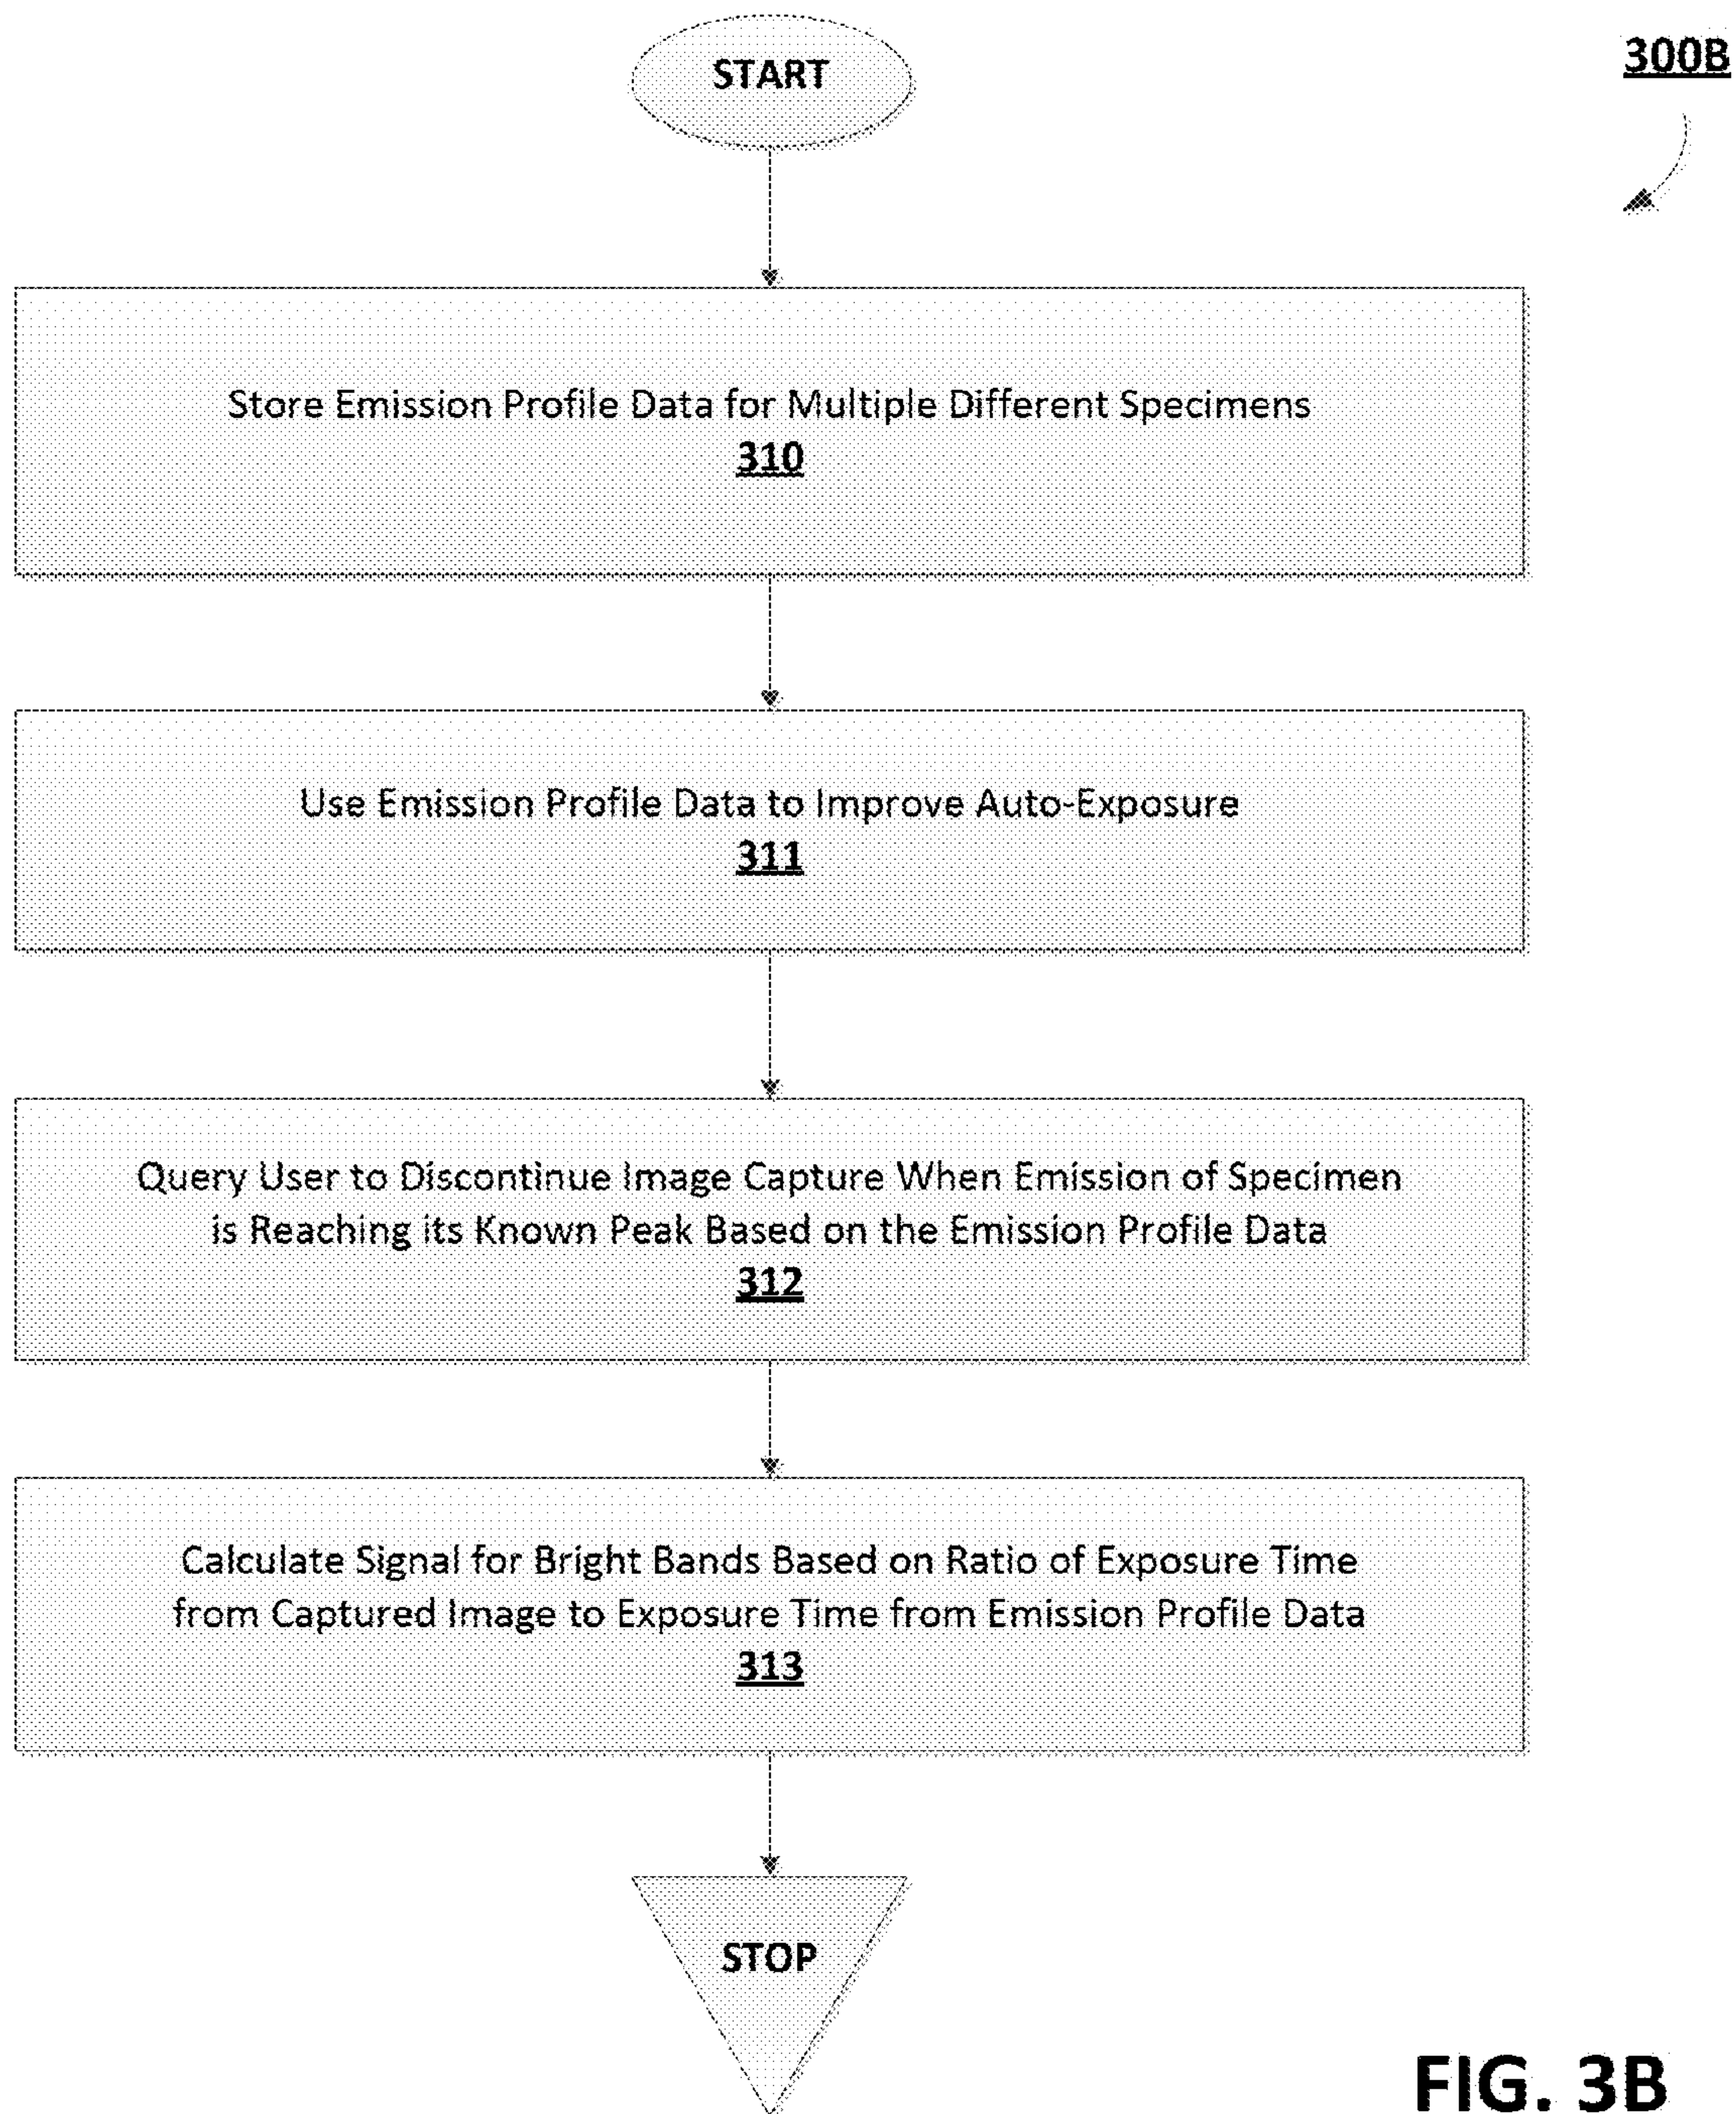 START
300B
Store Emission Profile Data for Multiple Different Specimens
310
Use Emission Profile Data to Improve Auto-Exposure
311
Query User to Discontinue Image Capture When Emission of Specimen
is Reaching its Known Peak Based on the Emission Profile Data
312
Calculate Signal for Bright Bands Based on Ratio of Exposure Time
from Captured Image to Exposure Time from Emission Profile Data
313
STOP
FIG. 3B